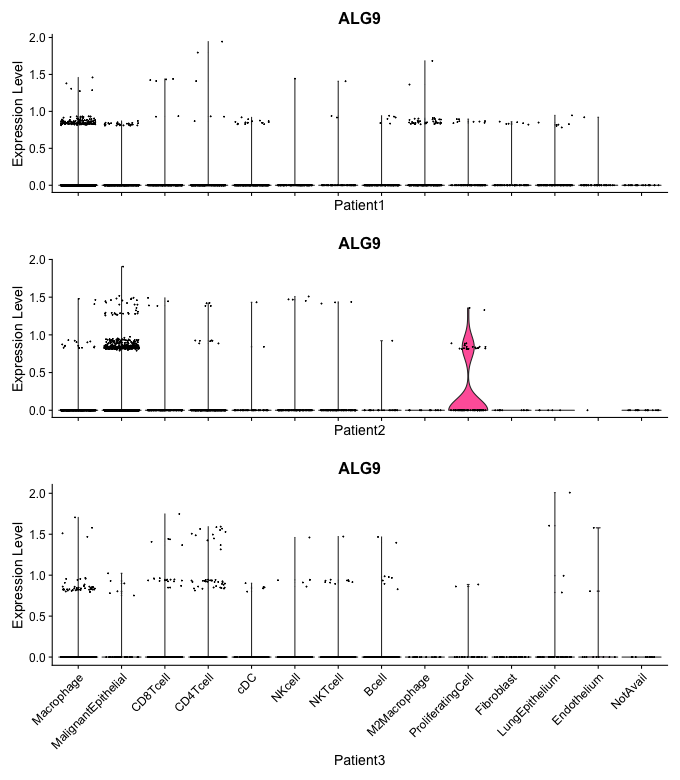 ALG9
Expression Level
2.0
1.5
1.0
0.5
0.0
Patient1
ALG9
Expression Level
2.0
1.5
1.0
0.5
0.0
Patient2
ALG9
Expression Level
2.0
1.5
1.0
0.5
0.0
Macrophage
MalignantEpithelial
CD8Tcell
CD4Tcell
cDC
NKcell
NKTcell
Bcell
M2Macrophage
ProliferatingCell
Fibroblast
LungEpithelium
Endothelium
NotAvail
Patient3